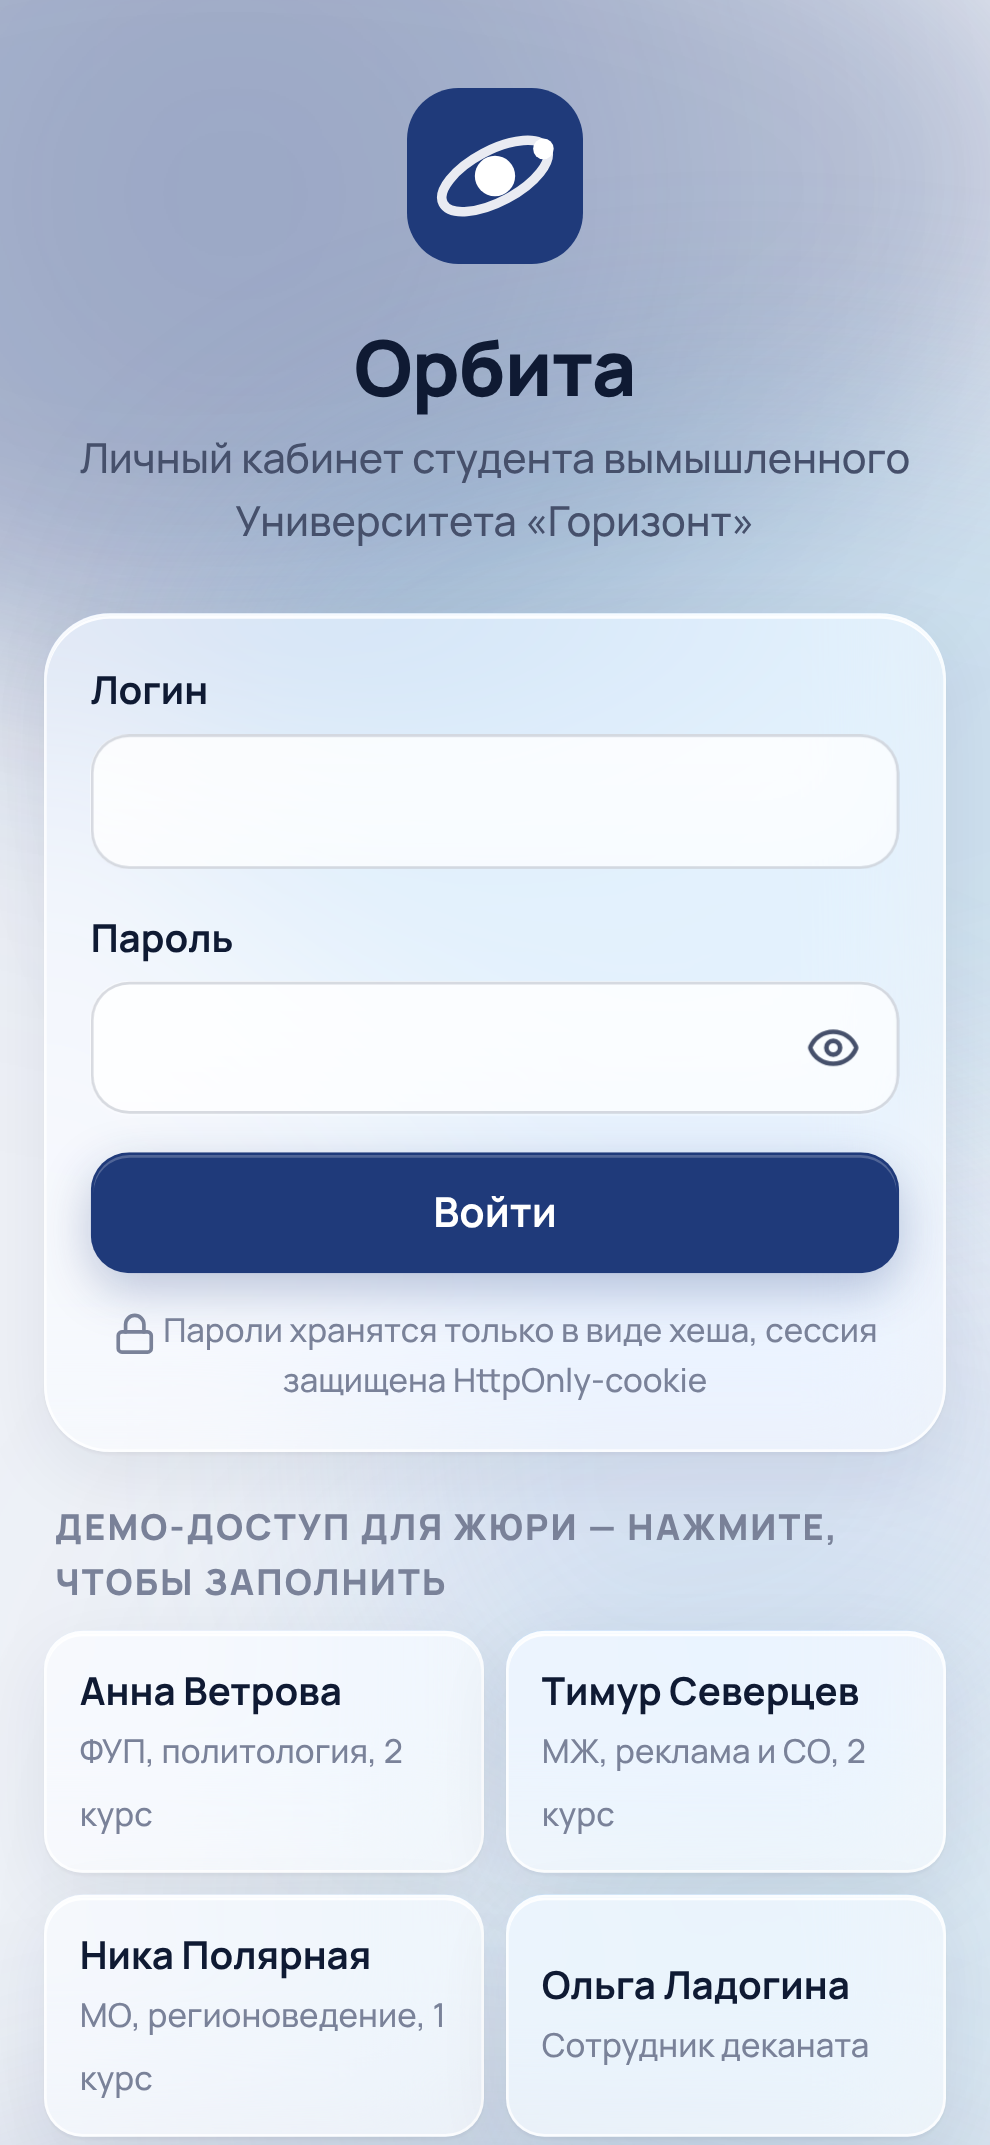 Орбита
Личный кабинет студента вымышленного
Университета «Горизонт»
Логин
Пароль
Войти
Пароли хранятся только в виде хеша, сессия
защищена HttpOnly-cookie
ДЕМО-ДОСТУП ДЛЯ ЖЮРИ — НАЖМИТЕ,
ЧТОБЫ ЗАПОЛНИТЬ
Анна Ветрова
ФУП, политология, 2
курс
Тимур Северцев
МЖ, реклама и СО, 2
курс
Ника Полярная
МО, регионоведение, 1
курс
Ольга Ладогина
Сотрудник деканата